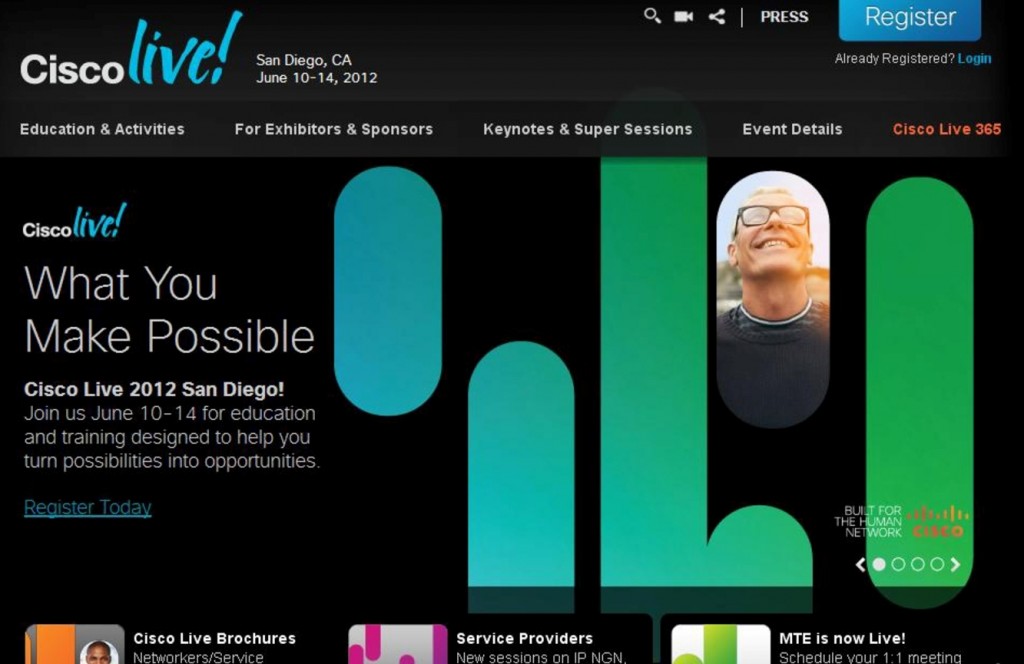 PRESS
Register
Cisco live!
San Diego, CA
June 10-14, 2012
Already Registered? Login
Education & Activities
For Exhibitors & Sponsors
Keynotes & Super Sessions
Event Details
Cisco Live 365
Cisco live!
What You
Make Possible
Cisco Live 2012 San Diego!
Join us June 10-14 for education
and training designed to help you
turn possibilities into opportunities.
Register Today
BUILT FOR
THE HUMAN
NETWORK
CISCO
Cisco Live Brochures
Networkers/Service
Service Providers
New sessions on IP NGN,
MTE is now Live!
Schedule your 1:1 meeting